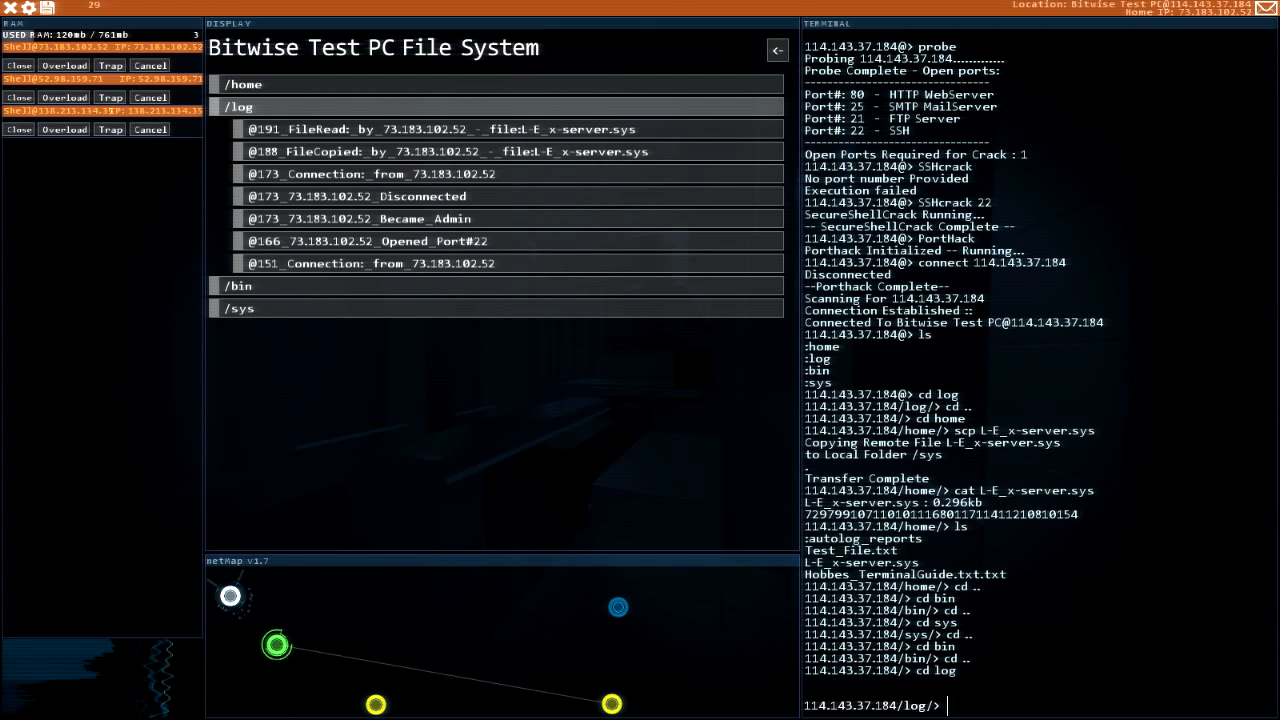 29
Location: Bitwise Test PC@114.143.37.184
Home IP: 73.183.102.52
RAM
USED RAM: 120mb / 761mb 3
Shell@73.183.102.52 IP: 73.183.102.52
Close Overload Trap Cancel
Shell@52.98.159.71 IP: 52.98.159.71
Close Overload Trap Cancel
Shell@138.213.134.35 IP: 138.213.134.35
Close Overload Trap Cancel
DISPLAY
Bitwise Test PC File System
<-
/home
/log
@191_FileRead:_by_73.183.102.52_-_file:L-E_x-server.sys
@188_FileCopied:_by_73.183.102.52_-_file:L-E_x-server.sys
@173_Connection:_from_73.183.102.52
@173_73.183.102.52_Disconnected
@173_73.183.102.52_Became_Admin
@166_73.183.102.52_Opened_Port#22
@151_Connection:_from_73.183.102.52
/bin
/sys
netMap v1.7
TERMINAL
114.143.37.184@> probe
Probing 114.143.37.184.............
Probe Complete - Open ports:
---------------------------------
Port#: 80 - HTTP WebServer
Port#: 25 - SMTP MailServer
Port#: 21 - FTP Server
Port#: 22 - SSH
---------------------------------
Open Ports Required for Crack : 1
114.143.37.184@> SSHcrack
No port number Provided
Execution failed
114.143.37.184@> SSHcrack 22
SecureShellCrack Running...
-- SecureShellCrack Complete --
114.143.37.184@> PortHack
Porthack Initialized -- Running...
114.143.37.184@> connect 114.143.37.184
Disconnected
--Porthack Complete--
Scanning For 114.143.37.184
Connection Established ::
Connected To Bitwise Test PC@114.143.37.184
114.143.37.184@> ls
:home
:log
:bin
:sys
114.143.37.184@> cd log
114.143.37.184/log/> cd ..
114.143.37.184/> cd home
114.143.37.184/home/> scp L-E_x-server.sys
Copying Remote File L-E_x-server.sys
to Local Folder /sys
.
Transfer Complete
114.143.37.184/home/> cat L-E_x-server.sys
L-E_x-server.sys : 0.296kb
72979910711010111680117114112108101​54
114.143.37.184/home/> ls
:autolog_reports
Test_File.txt
L-E_x-server.sys
Hobbes_TerminalGuide.txt.txt
114.143.37.184/home/> cd ..
114.143.37.184/> cd bin
114.143.37.184/bin/> cd ..
114.143.37.184/> cd sys
114.143.37.184/sys/> cd ..
114.143.37.184/> cd bin
114.143.37.184/bin/> cd ..
114.143.37.184/> cd log
114.143.37.184/log/>